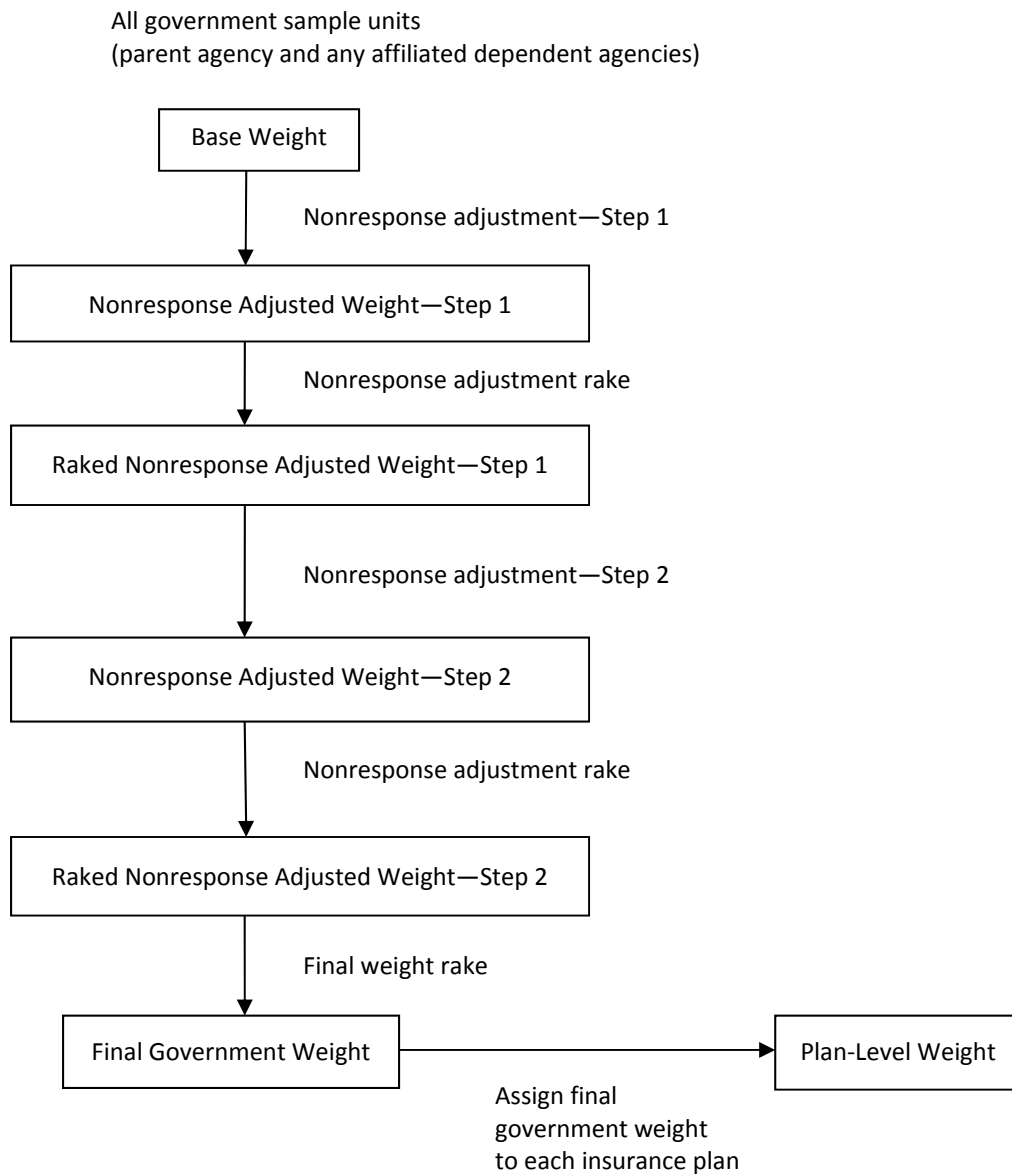 All government sample units
(parent agency and any affiliated dependent agencies)
Base Weight
Nonresponse adjustment—Step 1
Nonresponse Adjusted Weight—Step 1
Nonresponse adjustment rake
Raked Nonresponse Adjusted Weight—Step 1
Nonresponse adjustment—Step 2
Nonresponse Adjusted Weight—Step 2
Nonresponse adjustment rake
Raked Nonresponse Adjusted Weight—Step 2
Final weight rake
Final Government Weight
Plan-Level Weight
Assign final
government weight
to each insurance plan